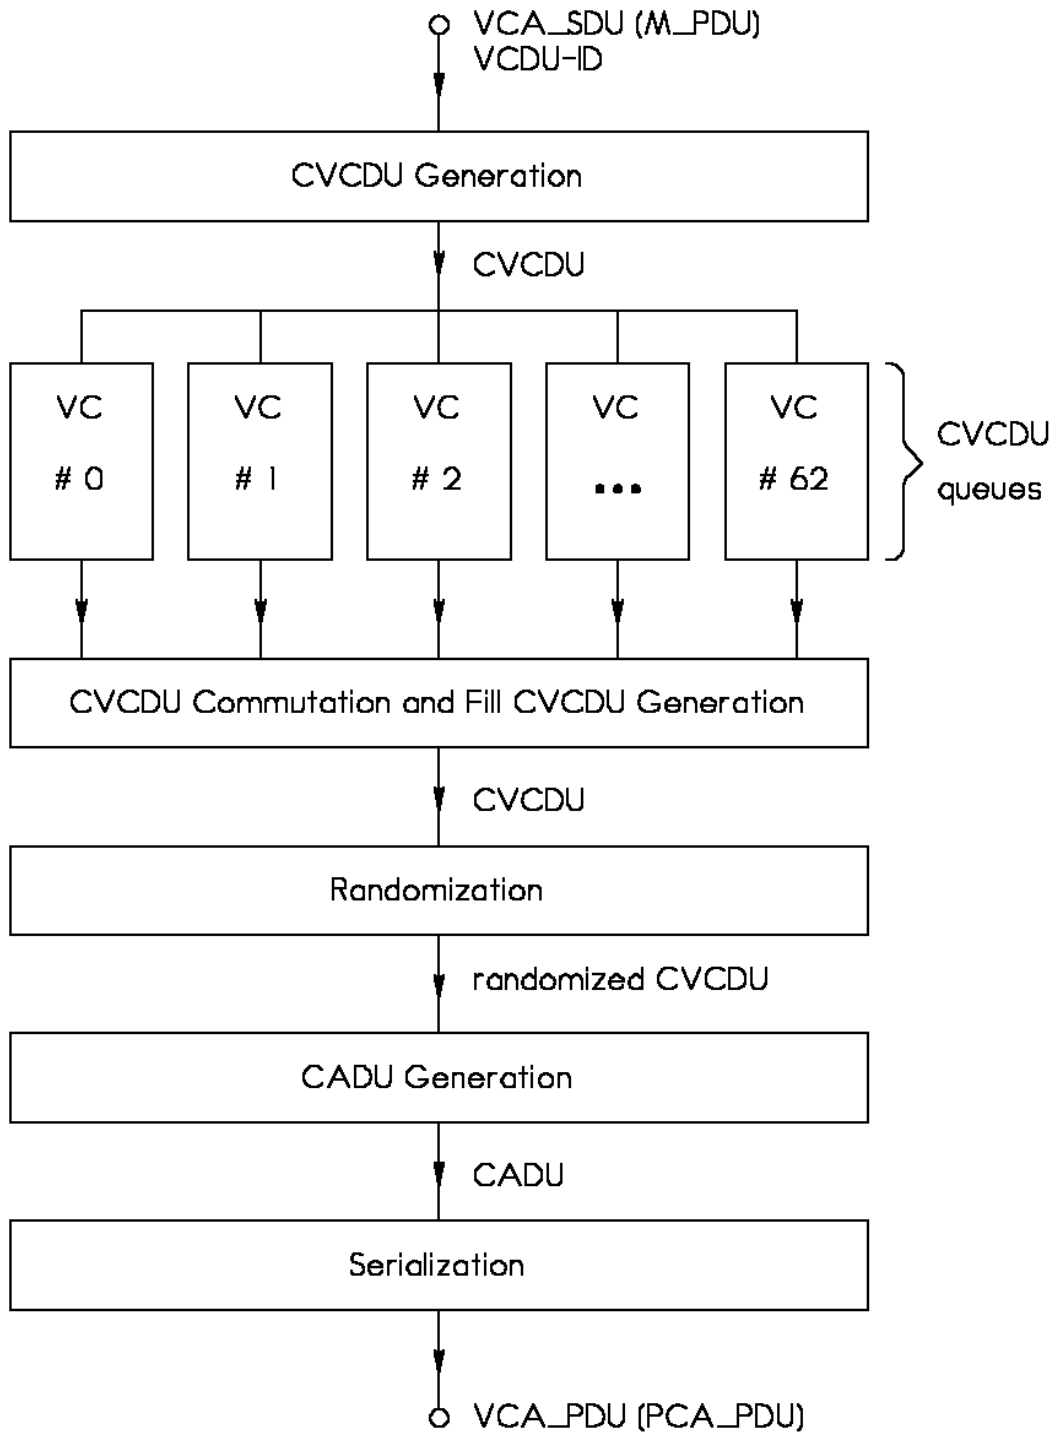 VCA_SDU (M_PDU)
VCDU-ID
CVCDU Generation
CVCDU
VC
# 0
VC
# 1
VC
# 2
VC
...
VC
# 62
CVCDU
queues
CVCDU Commutation and Fill CVCDU Generation
CVCDU
Randomization
randomized CVCDU
CADU Generation
CADU
Serialization
VCA_PDU (PCA_PDU)